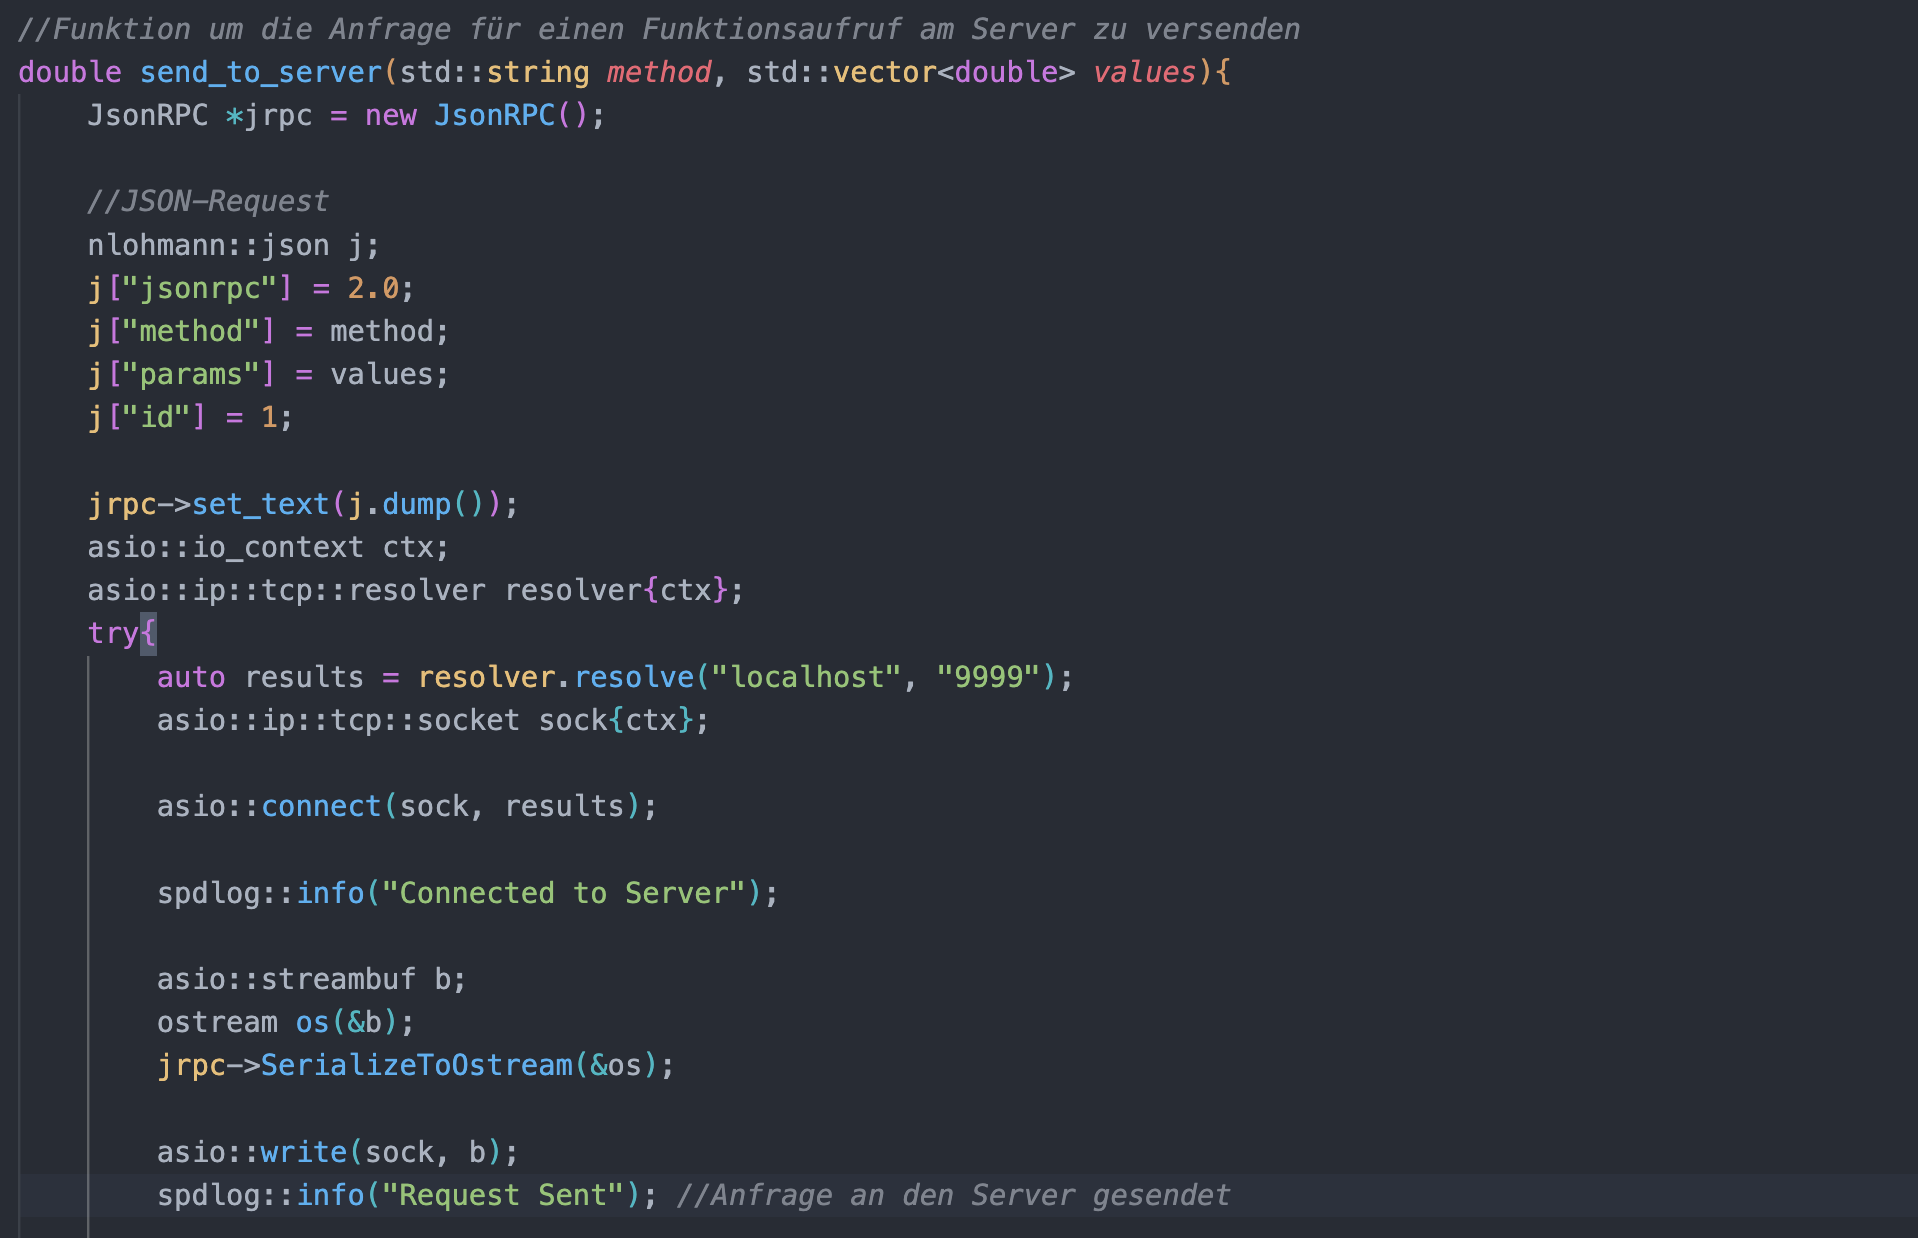 //Funktion um die Anfrage für einen Funktionsaufruf am Server zu versenden
double send_to_server(std::string method, std::vector<double> values){
    JsonRPC *jrpc = new JsonRPC();

    //JSON-Request
    nlohmann::json j;
    j["jsonrpc"] = 2.0;
    j["method"] = method;
    j["params"] = values;
    j["id"] = 1;

    jrpc->set_text(j.dump());
    asio::io_context ctx;
    asio::ip::tcp::resolver resolver{ctx};
    try{
        auto results = resolver.resolve("localhost", "9999");
        asio::ip::tcp::socket sock{ctx};

        asio::connect(sock, results);

        spdlog::info("Connected to Server");

        asio::streambuf b;
        ostream os(&b);
        jrpc->SerializeToOstream(&os);

        asio::write(sock, b);
        spdlog::info("Request Sent"); //Anfrage an den Server gesendet